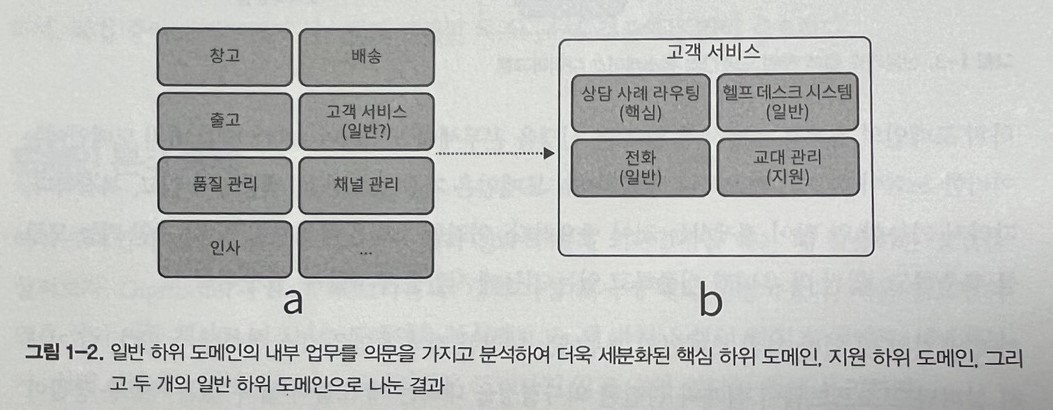 창고
배송
출고
고객 서비스
(일반?)
품질 관리
채널 관리
인사
...
a
고객 서비스
상담 사례 라우팅
(핵심)
헬프 데스크 시스템
(일반)
전화
(일반)
교대 관리
(지원)
b
그림 1-2. 일반 하위 도메인의 내부 업무를 의문을 가지고 분석하여 더욱 세분화된 핵심 하위 도메인, 지원 하위 도메인, 그리
고 두 개의 일반 하위 도메인으로 나눈 결과